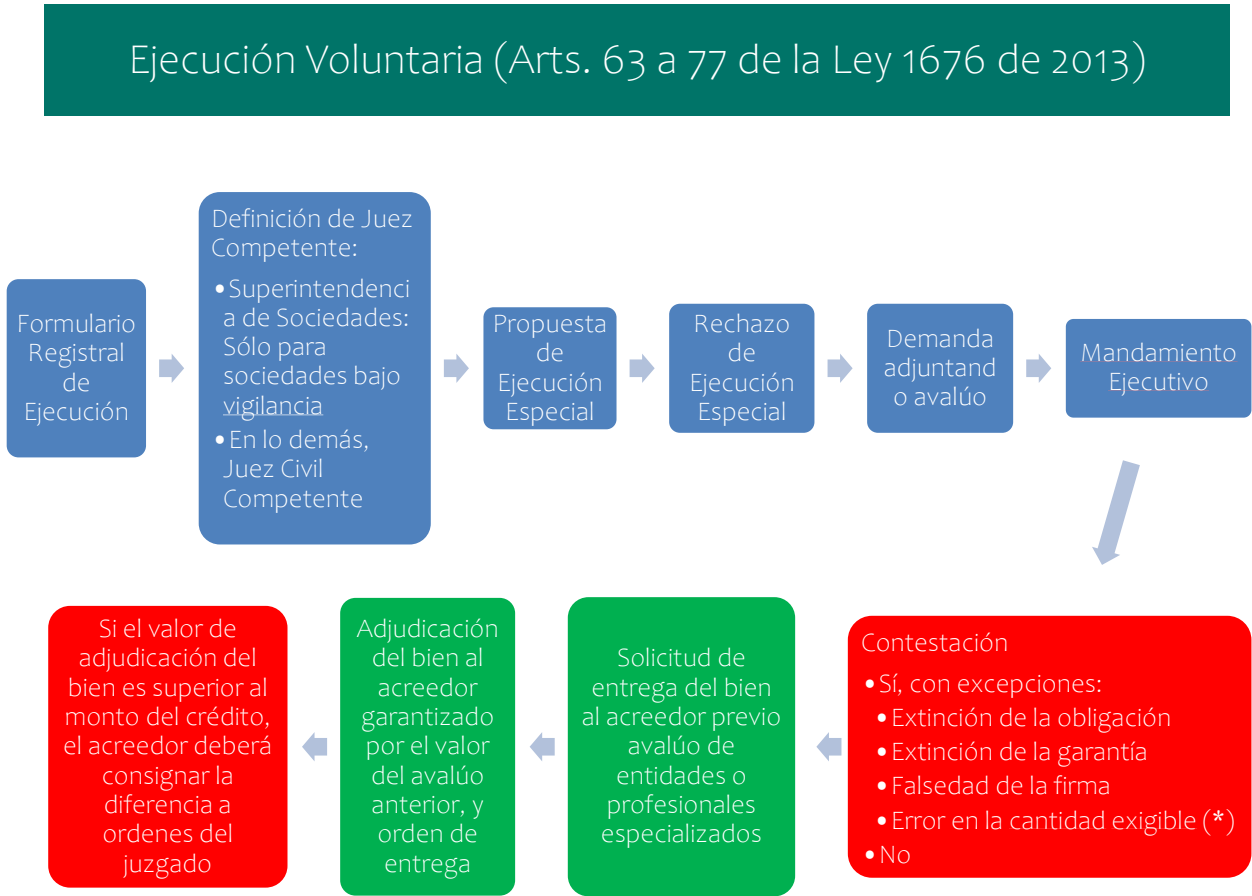 Ejecución Voluntaria (Arts. 63 a 77 de la Ley 1676 de 2013)
Formulario
Registral
de
Ejecución
Definición de Juez
Competente:
•Superintendenci
a de Sociedades:
Sólo para
sociedades bajo
vigilancia
•En lo demás,
Juez Civil
Competente
Propuesta
de
Ejecución
Especial
Rechazo
de
Ejecución
Especial
Demanda
adjuntand
o avalúo
Mandamiento
Ejecutivo
Contestación
•Sí, con excepciones:
•Extinción de la obligación
•Extinción de la garantía
•Falsedad de la firma
•Error en la cantidad exigible (*)
•No
Solicitud de
entrega del bien
al acreedor previo
avalúo de
entidades o
profesionales
especializados
Adjudicación
del bien al
acreedor
garantizado
por el valor
del avalúo
anterior, y
orden de
entrega
Si el valor de
adjudicación del
bien es superior al
monto del crédito,
el acreedor deberá
consignar la
diferencia a
ordenes del
juzgado